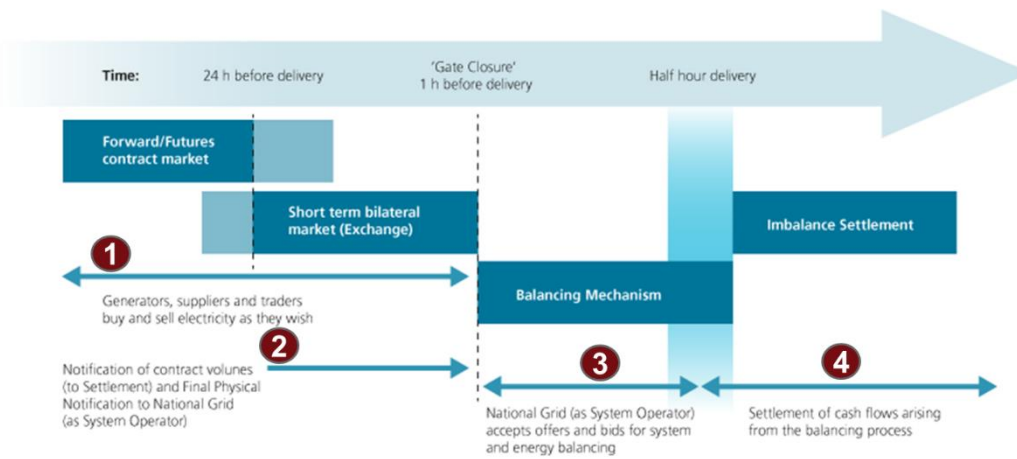 Time:
24 h before delivery
'Gate Closure'
1 h before delivery
Half hour delivery
Forward/Futures
contract market
Short term bilateral
market (Exchange)
Imbalance Settlement
1
Balancing Mechanism
Generators, suppliers and traders
buy and sell electricity as they wish
2
3
4
Notification of contract volumes
(to Settlement) and Final Physical
Notification to National Grid
(as System Operator)
National Grid (as System Operator)
accepts offers and bids for system
and energy balancing
Settlement of cash flows arising
from the balancing process